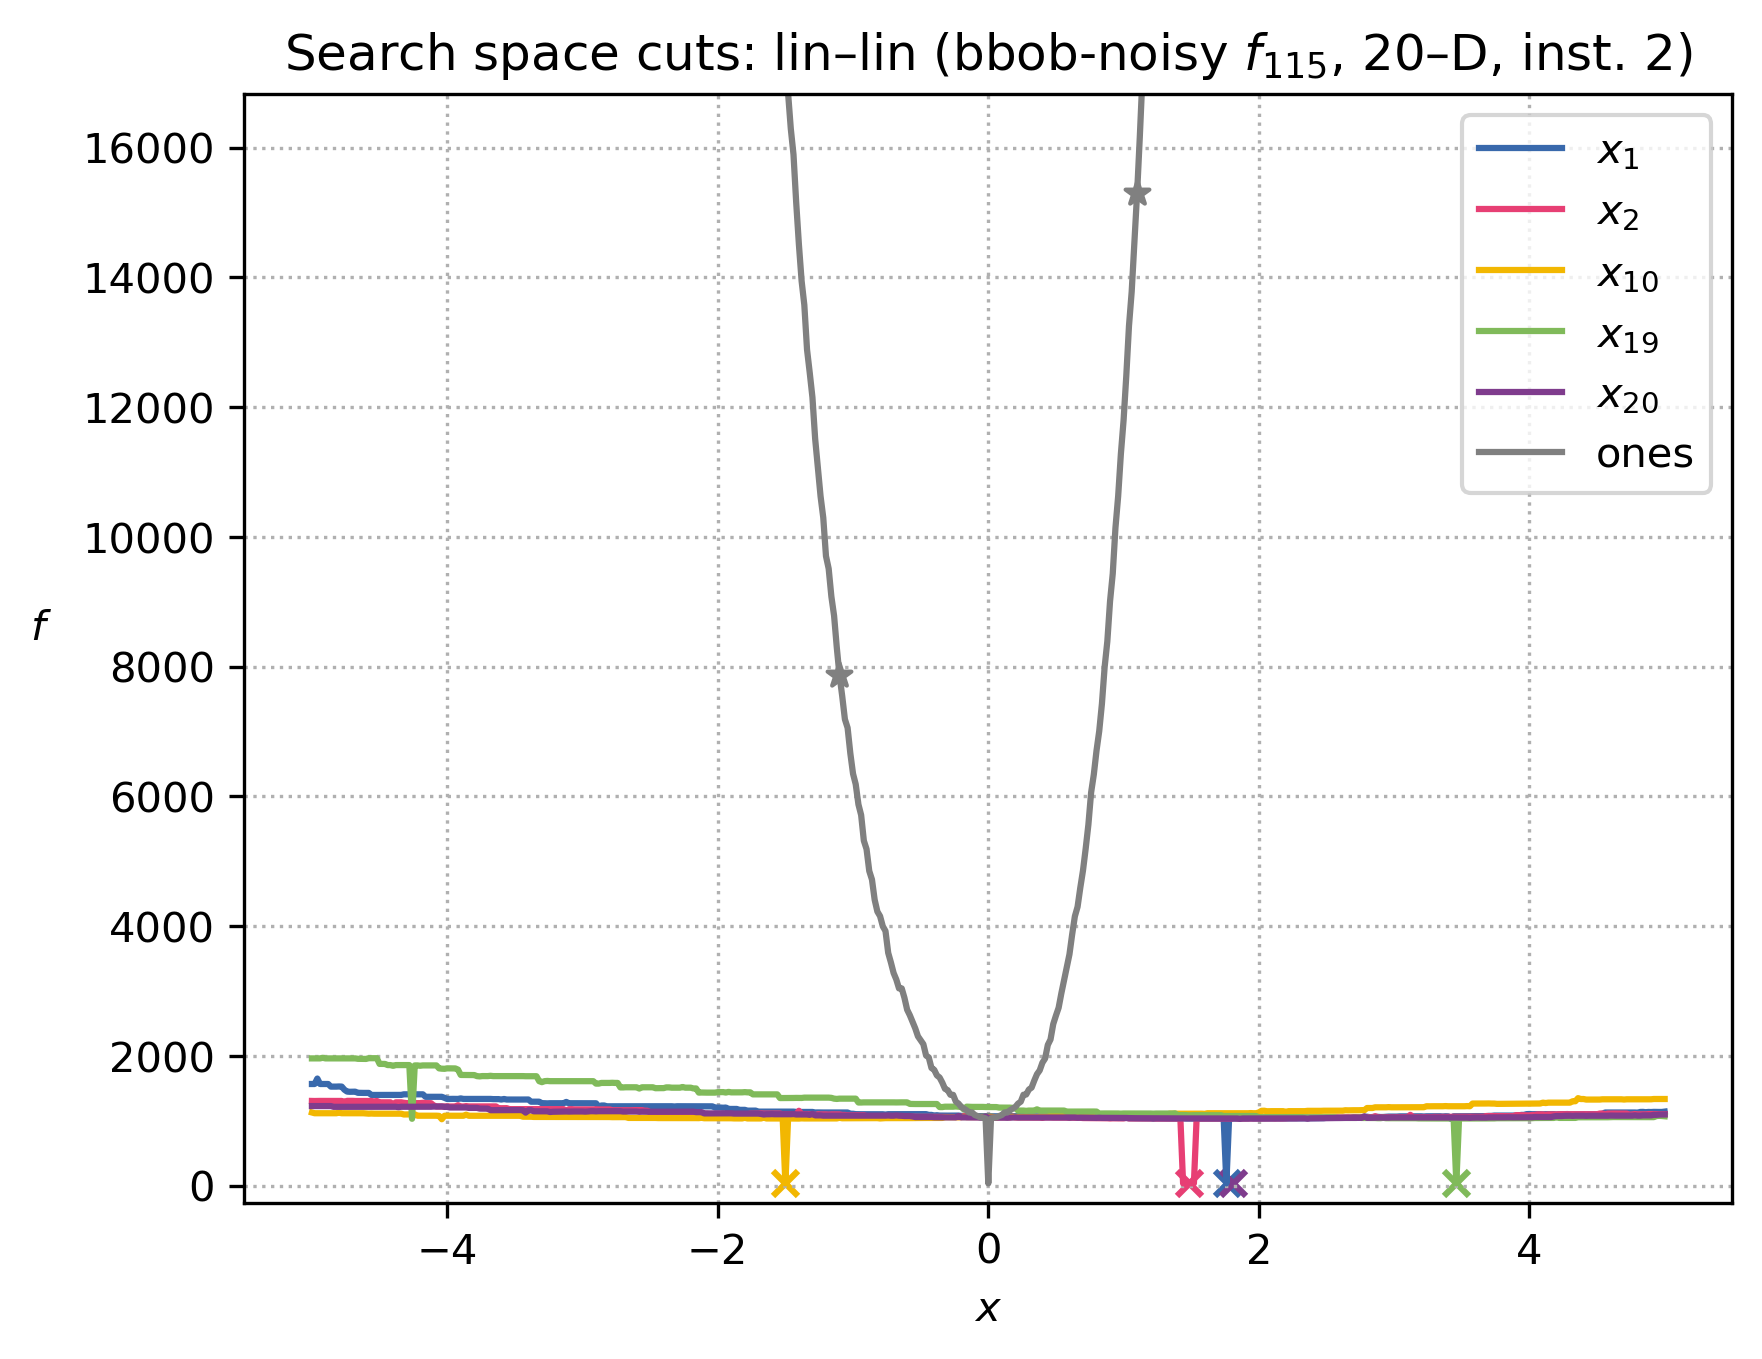 Search space cuts: lin–lin (bbob-noisy f₁₁₅, 20–D, inst. 2)
16000
14000
12000
10000
8000
6000
4000
2000
0
f
−4 −2 0 2 4
x
x₁
x₂
x₁₀
x₁₉
x₂₀
ones